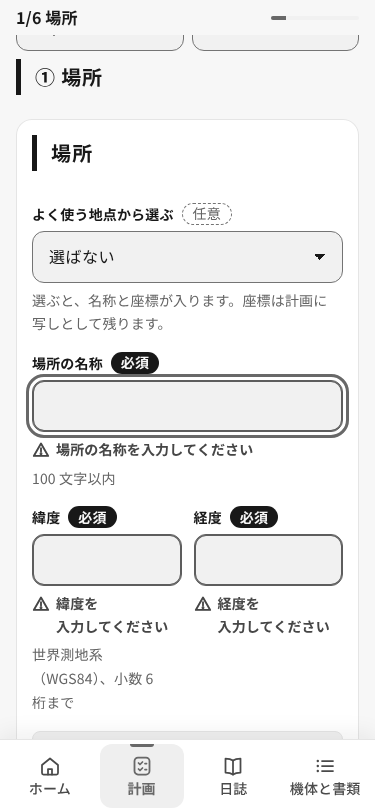 1/6 場所
① 場所
場所
よく使う地点から選ぶ 任意
選ばない
選ぶと、名称と座標が入ります。座標は計画に
写しとして残ります。
場所の名称 必須
場所の名称を入力してください
100 文字以内
緯度 必須 経度 必須
緯度を 経度を
入力してください 入力してください
世界測地系
（WGS84）、小数 6
桁まで
ホーム 計画 日誌 機体と書類